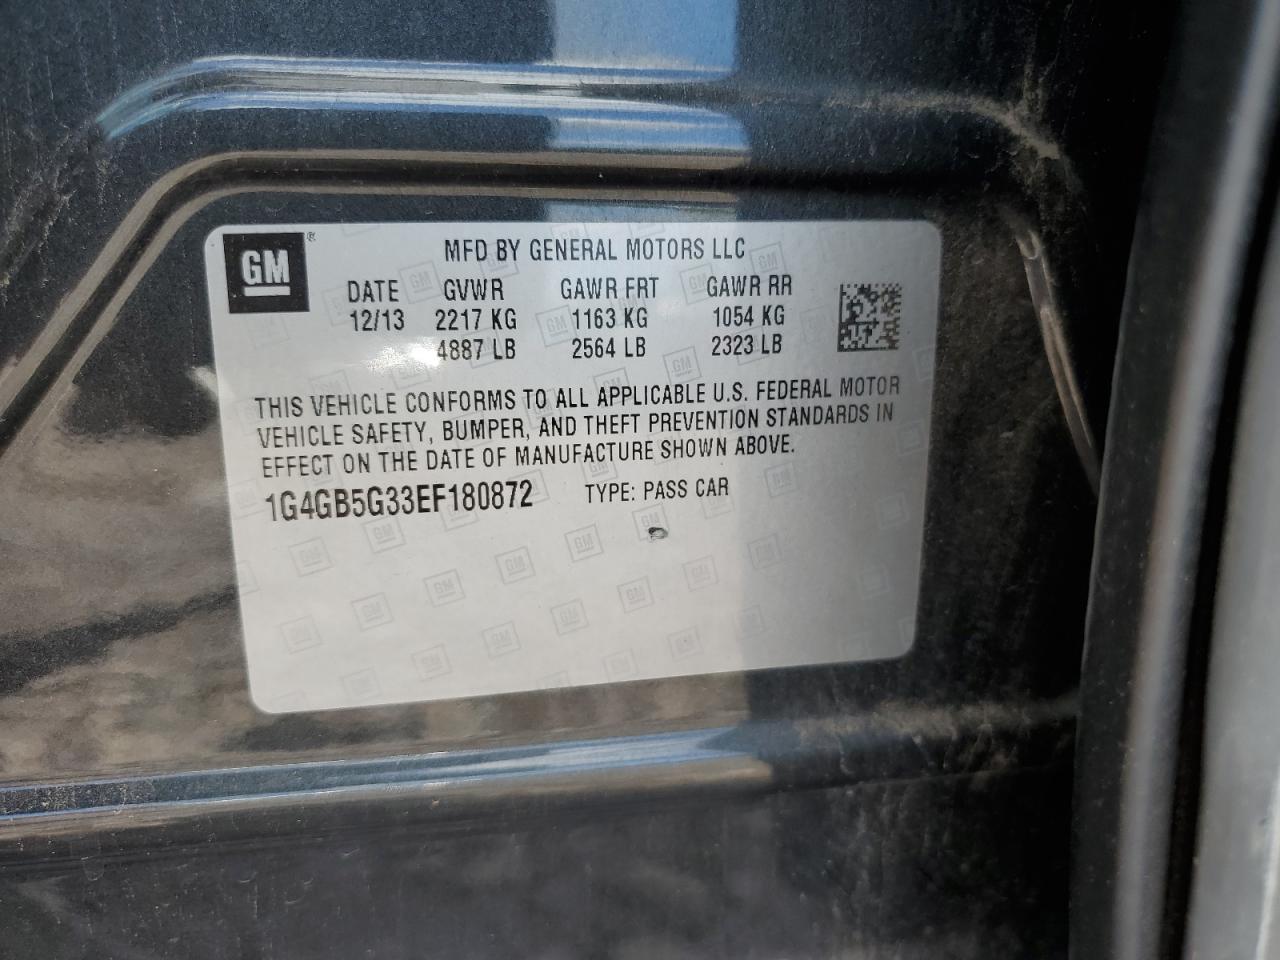 GM ®
MFD BY GENERAL MOTORS LLC
DATE GVWR GAWR FRT GAWR RR
12/13 2217 KG 1163 KG 1054 KG
4887 LB 2564 LB 2323 LB
THIS VEHICLE CONFORMS TO ALL APPLICABLE U.S. FEDERAL MOTOR
VEHICLE SAFETY, BUMPER, AND THEFT PREVENTION STANDARDS IN
EFFECT ON THE DATE OF MANUFACTURE SHOWN ABOVE.
1G4GB5G33EF180872 TYPE: PASS CAR